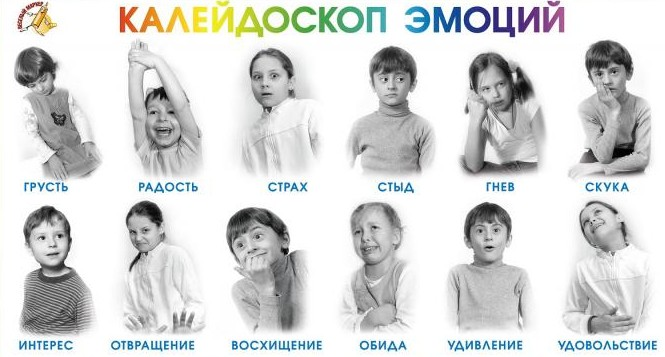 КАЛЕЙДОСКОП ЭМОЦИЙ
ГРУСТЬ РАДОСТЬ СТРАХ СТЫД ГНЕВ СКУКА
ИНТЕРЕС ОТВРАЩЕНИЕ ВОСХИЩЕНИЕ ОБИДА УДИВЛЕНИЕ УДОВОЛЬСТВИЕ